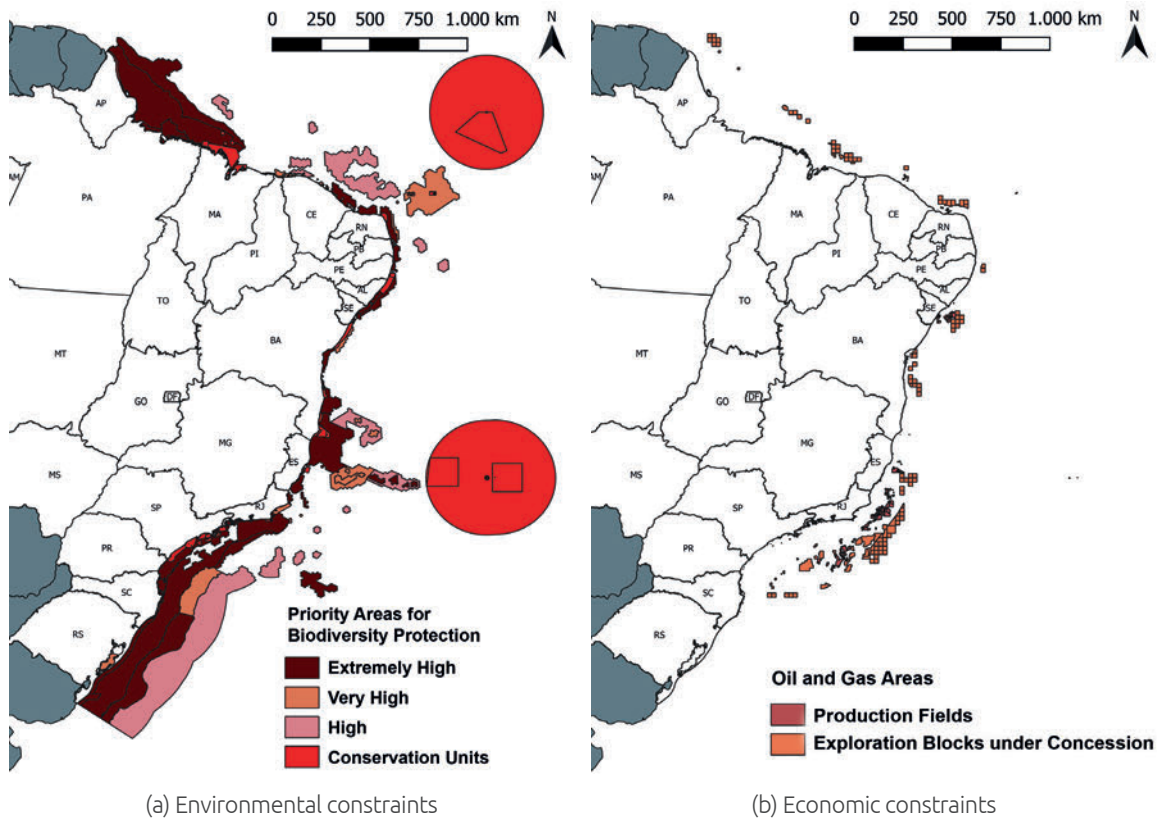 0 250 500 750 1.000 km
N
AP
AM
PA
MA
CE
RN
PB
PI
PE
AL
SE
TO
BA
MT
GO
DF
MG
MS
ES
SP
RJ
PR
SC
RS
Priority Areas for
Biodiversity Protection
Extremely High
Very High
High
Conservation Units
(a) Environmental constraints
0 250 500 750 1.000 km
N
AP
AM
PA
MA
CE
RN
PB
PI
PE
AL
SE
TO
BA
MT
GO
DF
MG
MS
ES
SP
RJ
PR
SC
RS
Oil and Gas Areas
Production Fields
Exploration Blocks under Concession
(b) Economic constraints